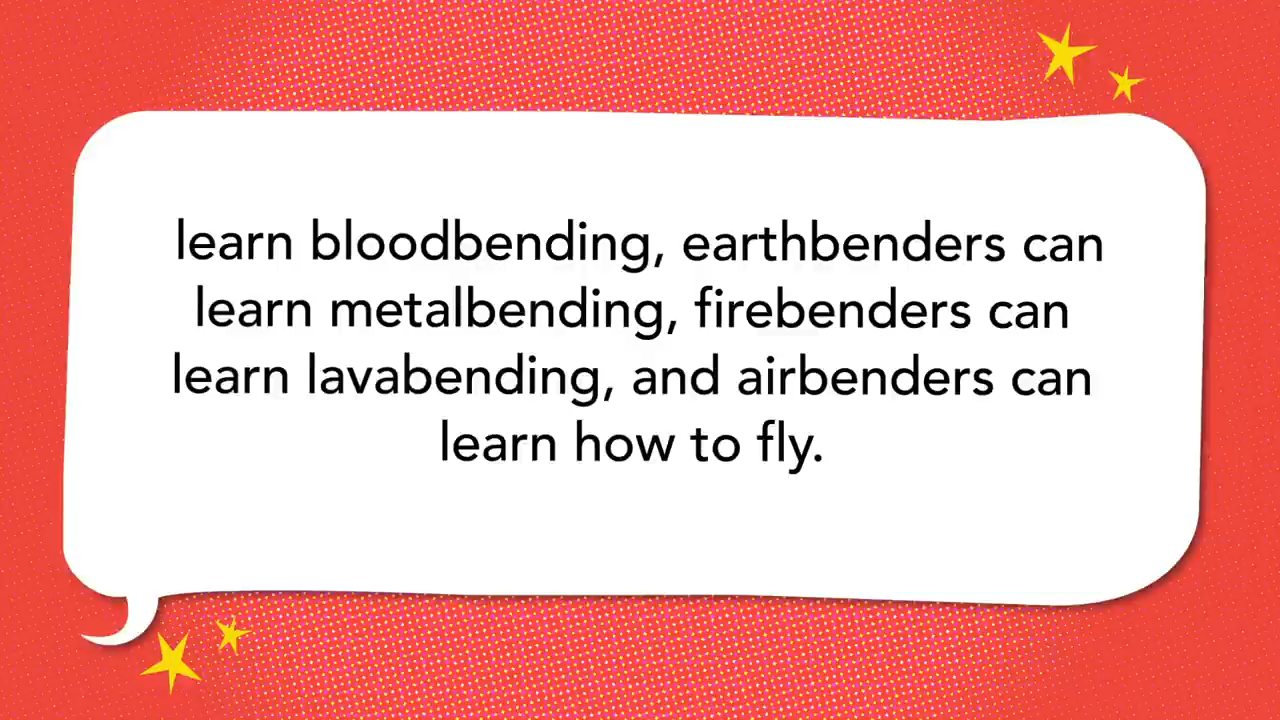 learn bloodbending, earthbenders can
learn metalbending, firebenders can
learn lavabending, and airbenders can
learn how to fly.